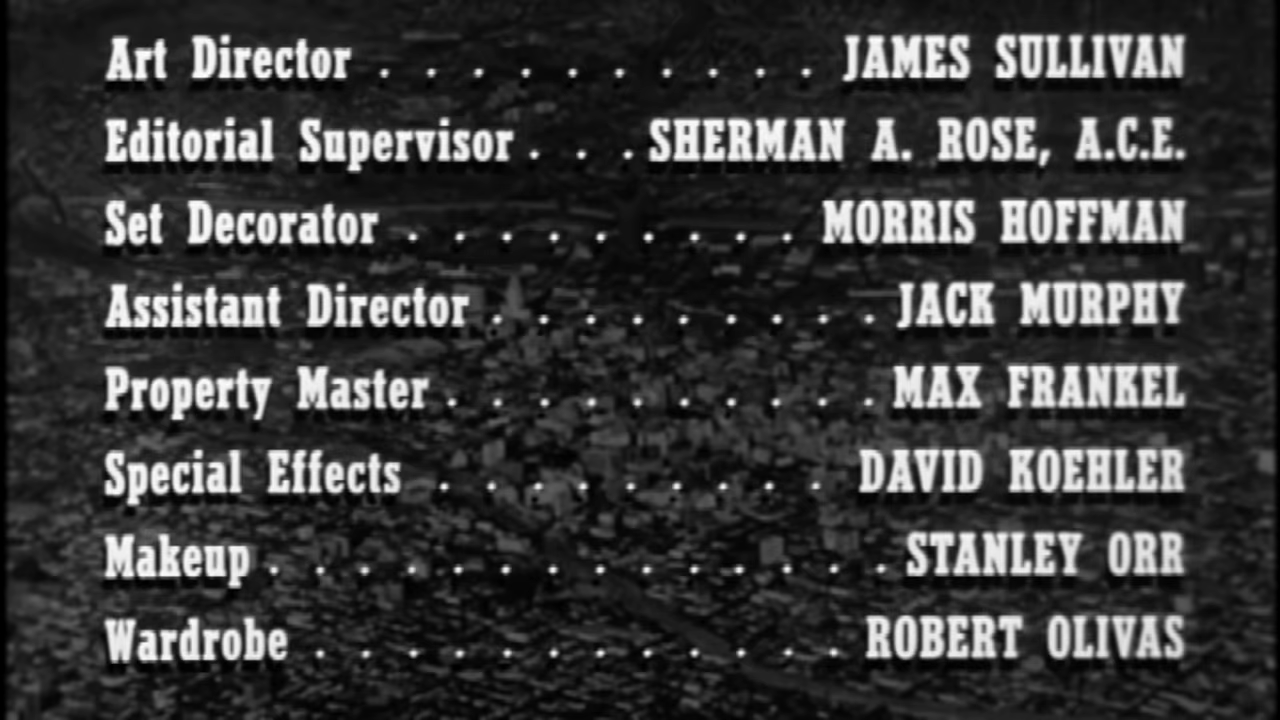 Art Director . . . . . . . . . . JAMES SULLIVAN
Editorial Supervisor . . . SHERMAN A. ROSE, A.C.E.
Set Decorator . . . . . . . . . MORRIS HOFFMAN
Assistant Director . . . . . . . . . JACK MURPHY
Property Master . . . . . . . . . . MAX FRANKEL
Special Effects . . . . . . . . . DAVID KOEHLER
Makeup . . . . . . . . . . . . . . STANLEY ORR
Wardrobe . . . . . . . . . . . . ROBERT OLIVAS